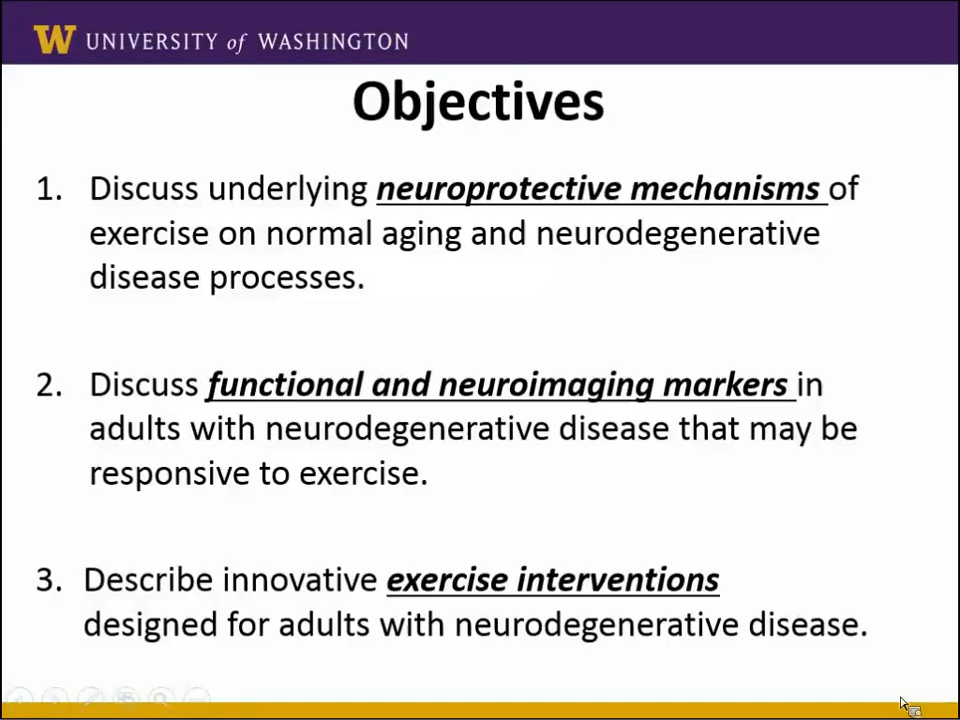 W UNIVERSITY of WASHINGTON
Objectives
1. Discuss underlying neuroprotective mechanisms of
exercise on normal aging and neurodegenerative
disease processes.
2. Discuss functional and neuroimaging markers in
adults with neurodegenerative disease that may be
responsive to exercise.
3. Describe innovative exercise interventions
designed for adults with neurodegenerative disease.